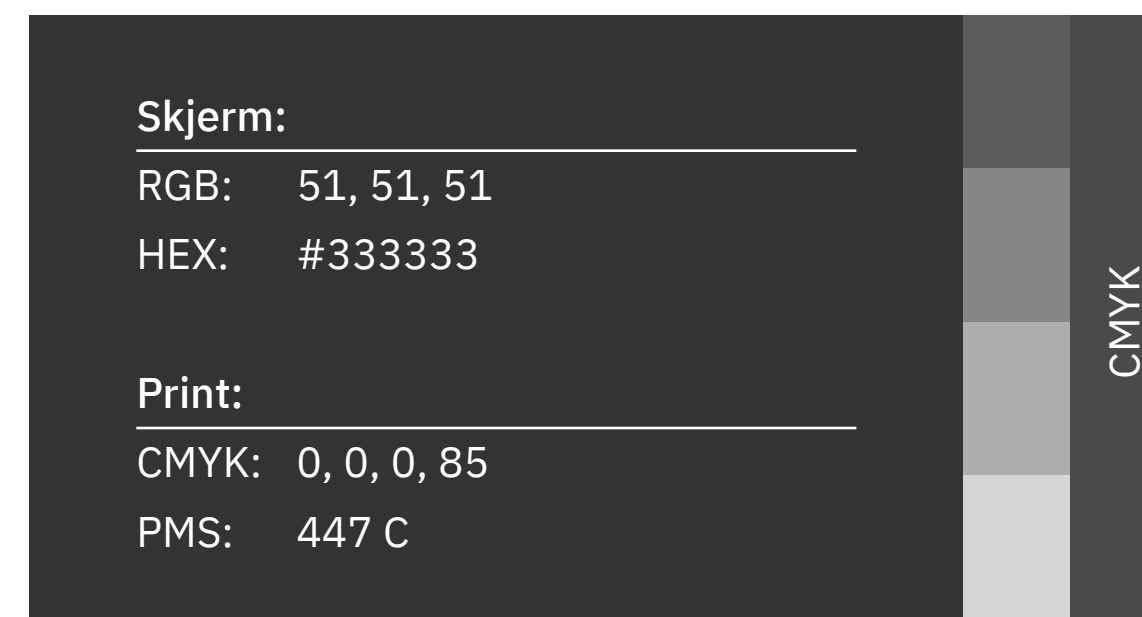 Skjerm:
RGB: 51, 51, 51
HEX: #333333
Print:
CMYK: 0, 0, 0, 85
PMS: 447 C
CMYK